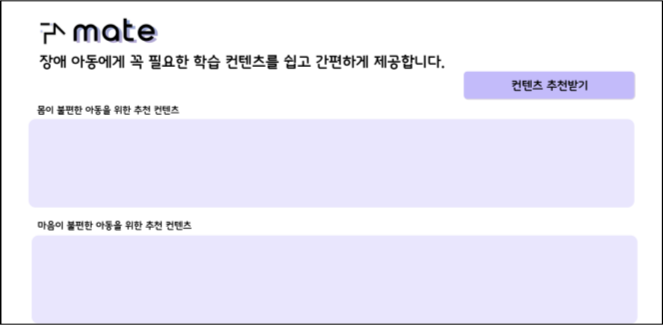 mate
장애 아동에게 꼭 필요한 학습 컨텐츠를 쉽고 간편하게 제공합니다.
컨텐츠 추천받기
몸이 불편한 아동을 위한 추천 컨텐츠
마음이 불편한 아동을 위한 추천 컨텐츠